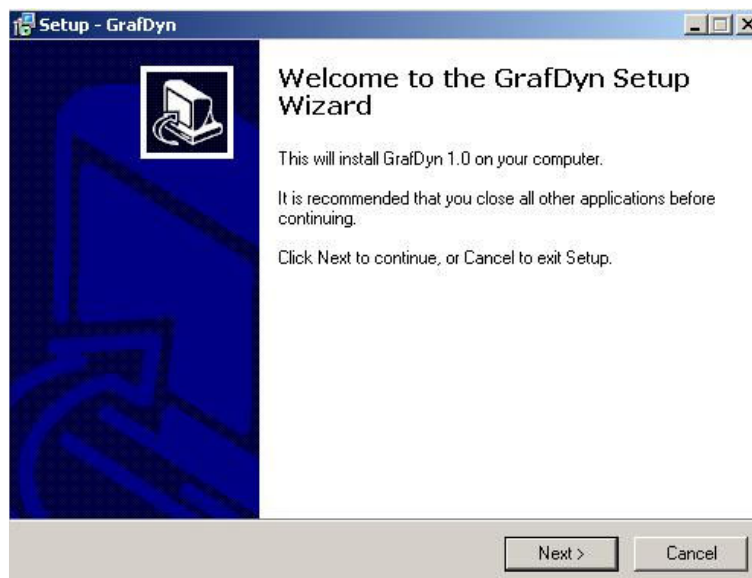 Setup - GrafDyn
Welcome to the GrafDyn Setup
Wizard
This will install GrafDyn 1.0 on your computer.
It is recommended that you close all other applications before
continuing.
Click Next to continue, or Cancel to exit Setup.
Next >
Cancel